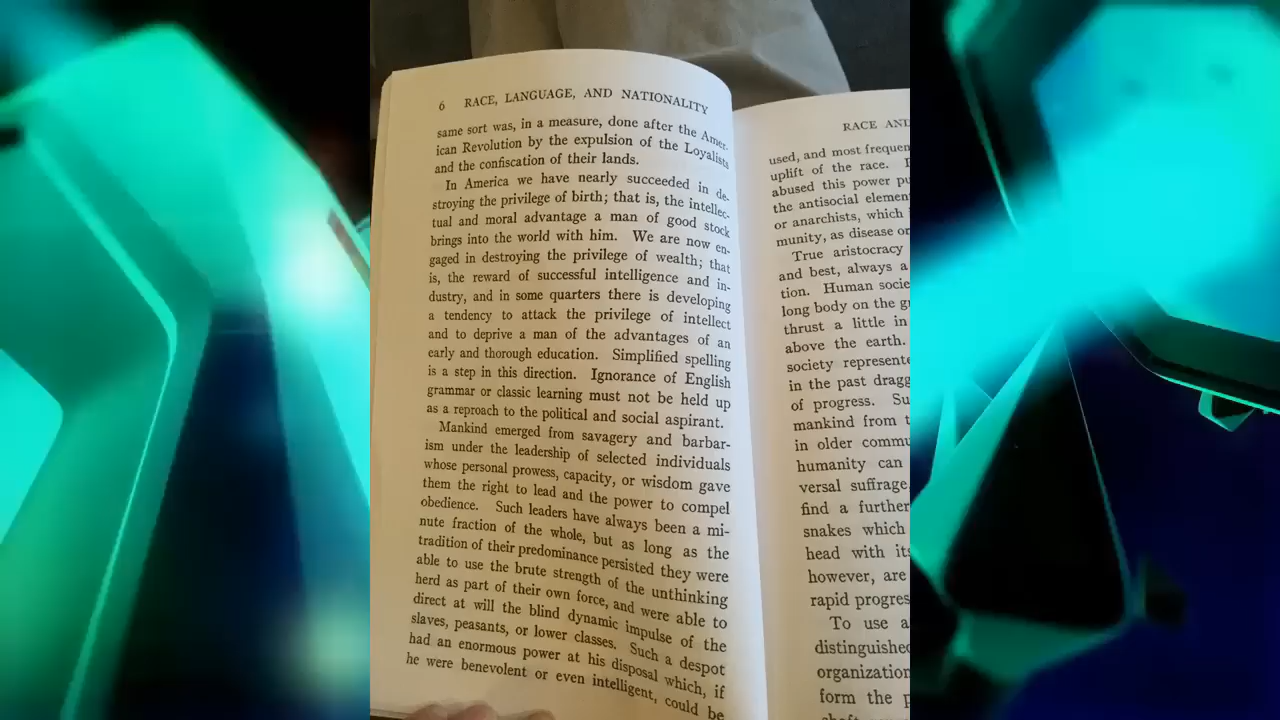 6 RACE, LANGUAGE, AND NATIONALITY
same sort was, in a measure, done after the Amer-
ican Revolution by the expulsion of the Loyalists
and the confiscation of their lands.
In America we have nearly succeeded in de-
stroying the privilege of birth; that is, the intellec-
tual and moral advantage a man of good stock
brings into the world with him. We are now en-
gaged in destroying the privilege of wealth; that
is, the reward of successful intelligence and in-
dustry, and in some quarters there is developing
a tendency to attack the privilege of intellect
and to deprive a man of the advantages of an
early and thorough education. Simplified spelling
is a step in this direction. Ignorance of English
grammar or classic learning must not be held up
as a reproach to the political and social aspirant.
Mankind emerged from savagery and barbar-
ism under the leadership of selected individuals
whose personal prowess, capacity, or wisdom gave
them the right to lead and the power to compel
obedience. Such leaders have always been a mi-
nute fraction of the whole, but as long as the
tradition of their predominance persisted they were
able to use the brute strength of the unthinking
herd as part of their own force, and were able to
direct at will the blind dynamic impulse of the
slaves, peasants, or lower classes. Such a despot
had an enormous power at his disposal which, if
he were benevolent or even intelligent, could be
RACE AND
used, and most frequen
uplift of the race.
abused this power pu
the antisocial elemen
or anarchists, which
munity, as disease or
True aristocracy
and best, always a
tion. Human socie
long body on the gr
thrust a little in
above the earth.
society represente
in the past dragg
of progress. Su
mankind from t
in older commu
humanity can
versal suffrage
find a further
snakes which
head with its
however, are
rapid progres
To use a
distinguished
organization
form the p